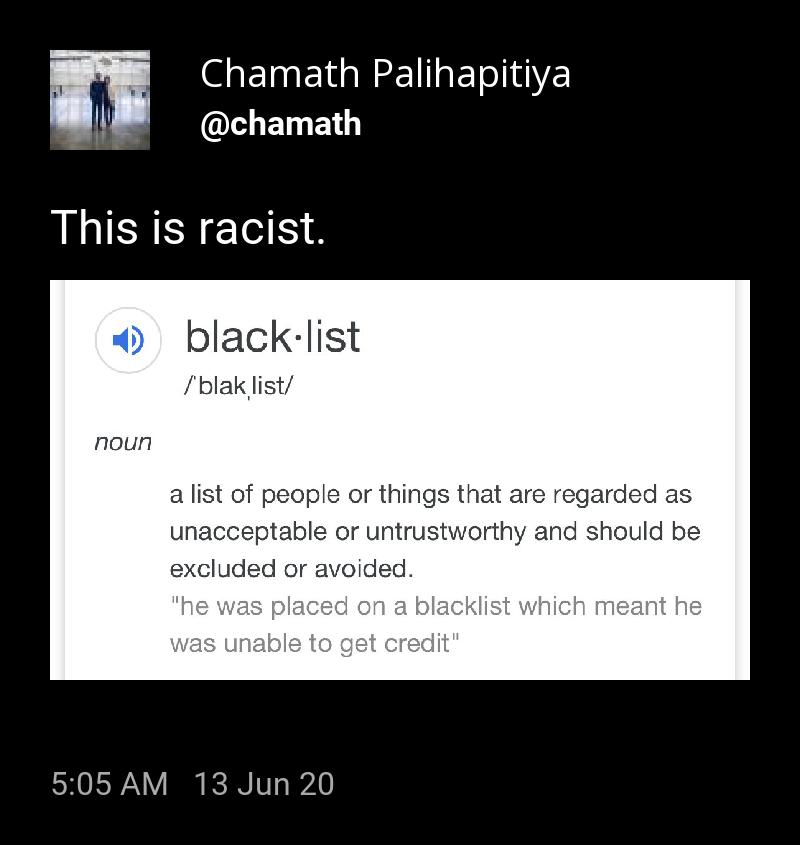 Chamath Palihapitiya
@chamath
This is racist.
black·list
/ˈblakˌlist/
noun
a list of people or things that are regarded as
unacceptable or untrustworthy and should be
excluded or avoided.
"he was placed on a blacklist which meant he
was unable to get credit"
5:05 AM 13 Jun 20